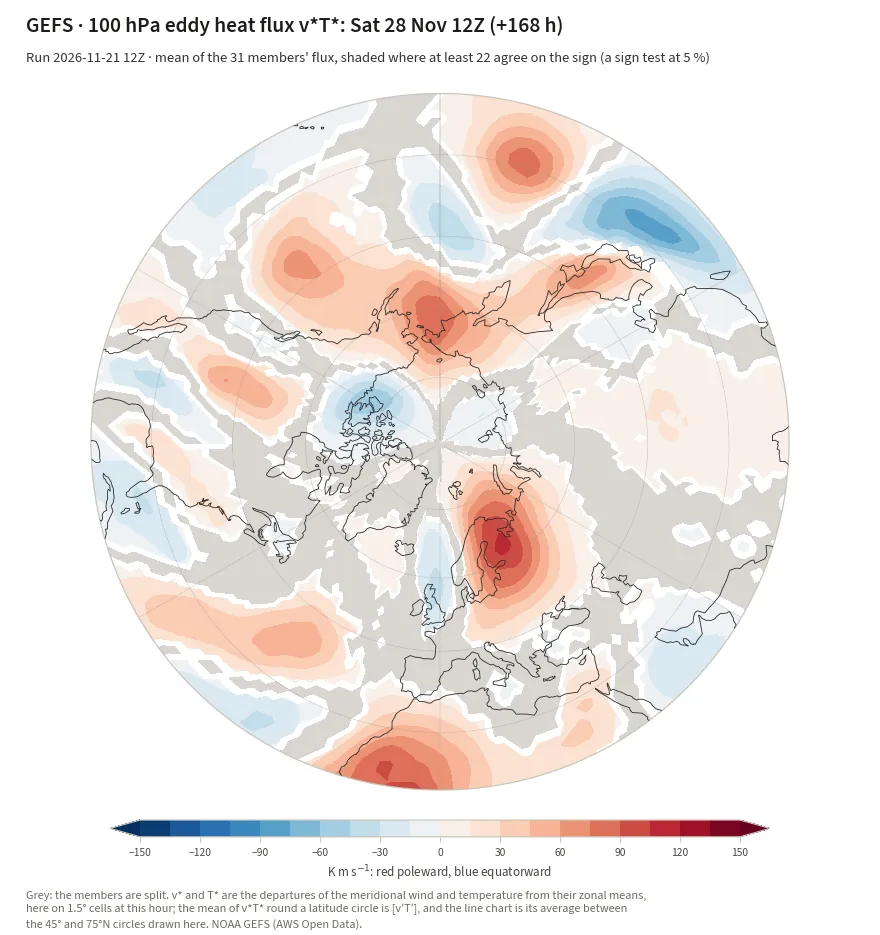 GEFS · 100 hPa eddy heat flux v*T*: Sat 28 Nov 12Z (+168 h)
Run 2026-11-21 12Z · mean of the 31 members' flux, shaded where at least 22 agree on the sign (a sign test at 5 %)
−150 −120 −90 −60 −30 0 30 60 90 120 150
K m s⁻¹: red poleward, blue equatorward
Grey: the members are split. v* and T* are the departures of the meridional wind and temperature from their zonal means,
here on 1.5° cells at this hour; the mean of v*T* round a latitude circle is [v'T'], and the line chart is its average between
the 45° and 75°N circles drawn here. NOAA GEFS (AWS Open Data).